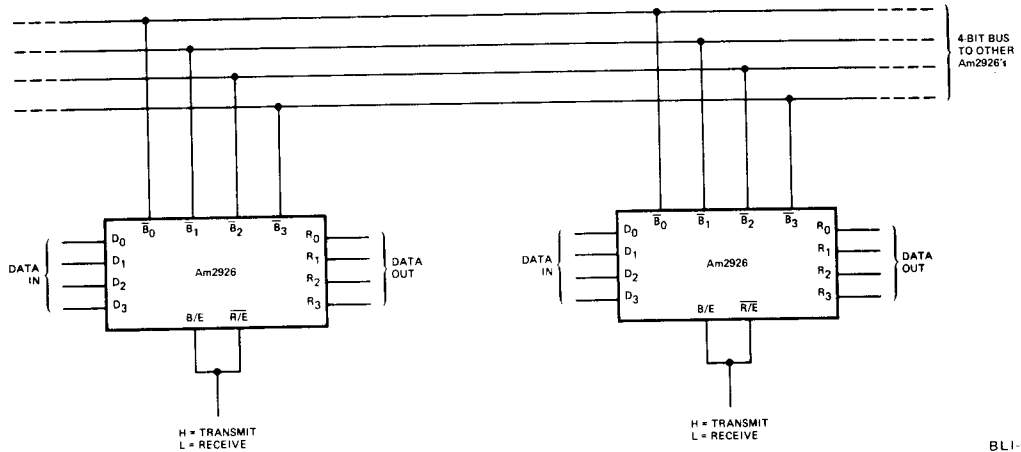 4-BIT BUS
TO OTHER
Am2926's
B̅0 B̅1 B̅2 B̅3
D0
D1
D2
D3
DATA
IN
Am2926
R0
R1
R2
R3
DATA
OUT
B/E R̅/̅E̅
H = TRANSMIT
L = RECEIVE
B̅0 B̅1 B̅2 B̅3
D0
D1
D2
D3
DATA
IN
Am2926
R0
R1
R2
R3
DATA
OUT
B/E R̅/̅E̅
H = TRANSMIT
L = RECEIVE
BLI-